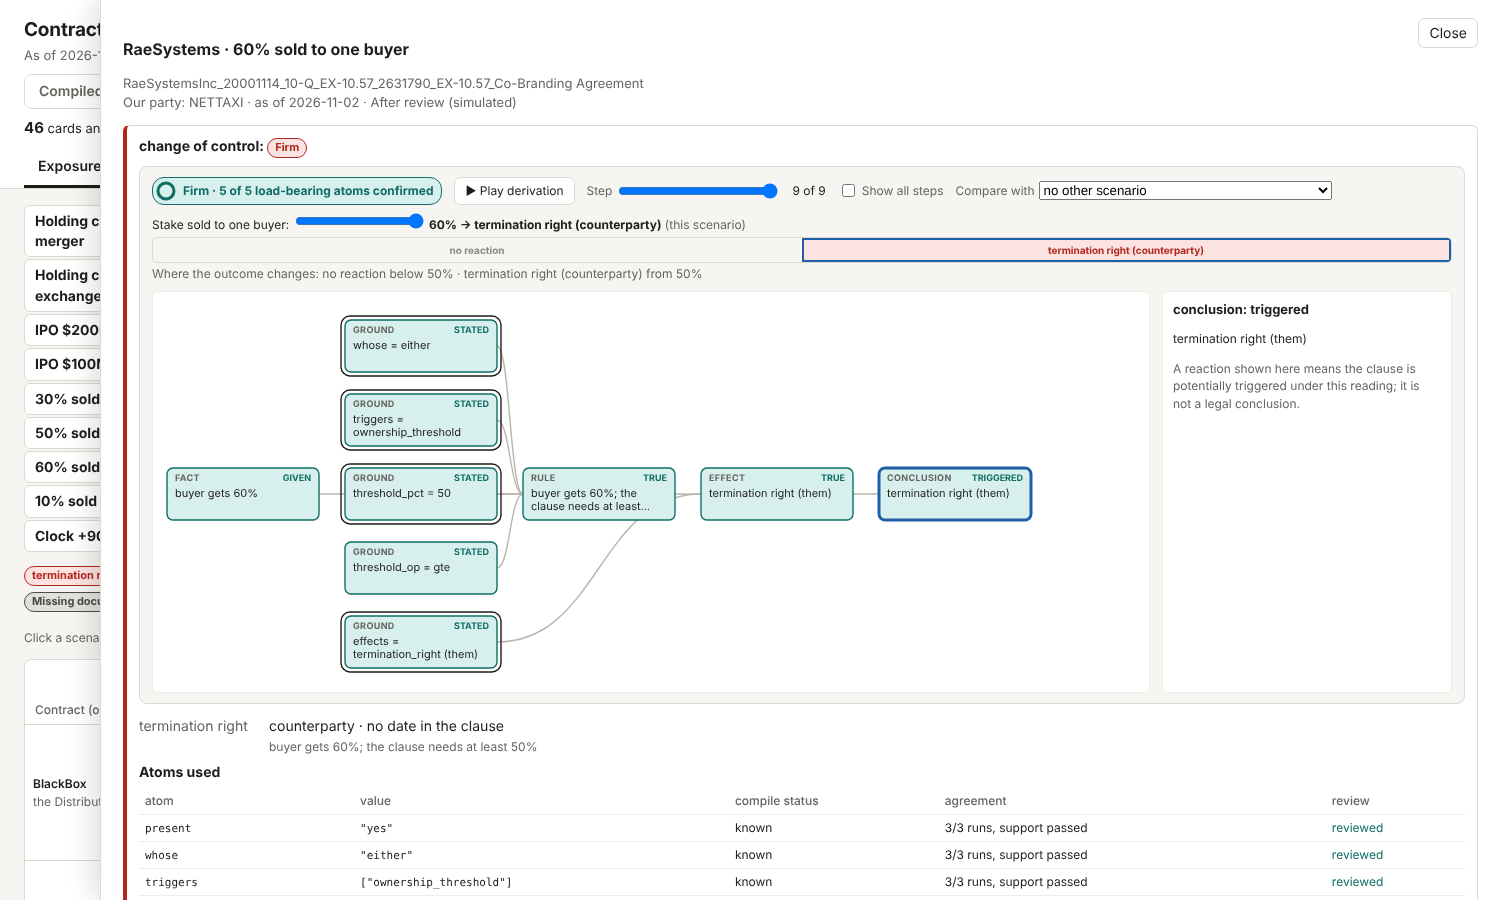 Contract
As of 2026-1
Compiled
46 cards an
Exposure
Holding c
merger
Holding c
exchange
IPO $200
IPO $100M
30% sold
50% sold
60% sold
10% sold
Clock +90
termination r
Missing docu
Click a scena
Contract (o
BlackBox
the Distribut
Close
RaeSystems · 60% sold to one buyer
RaeSystemsInc_20001114_10-Q_EX-10.57_2631790_EX-10.57_Co-Branding Agreement
Our party: NETTAXI · as of 2026-11-02 · After review (simulated)
change of control: Firm
Firm · 5 of 5 load-bearing atoms confirmed ▶ Play derivation Step 9 of 9 Show all steps Compare with no other scenario
Stake sold to one buyer: 60% → termination right (counterparty) (this scenario)
no reaction termination right (counterparty)
Where the outcome changes: no reaction below 50% · termination right (counterparty) from 50%
GROUND STATED
whose = either
GROUND STATED
triggers =
ownership_threshold
FACT GIVEN
buyer gets 60%
GROUND STATED
threshold_pct = 50
RULE TRUE
buyer gets 60%; the
clause needs at least...
EFFECT TRUE
termination right (them)
CONCLUSION TRIGGERED
termination right (them)
GROUND STATED
threshold_op = gte
GROUND STATED
effects =
termination_right (them)
conclusion: triggered
termination right (them)
A reaction shown here means the clause is
potentially triggered under this reading; it is
not a legal conclusion.
termination right counterparty · no date in the clause
buyer gets 60%; the clause needs at least 50%
Atoms used
atom value compile status agreement review
present "yes" known 3/3 runs, support passed reviewed
whose "either" known 3/3 runs, support passed reviewed
triggers ["ownership_threshold"] known 3/3 runs, support passed reviewed